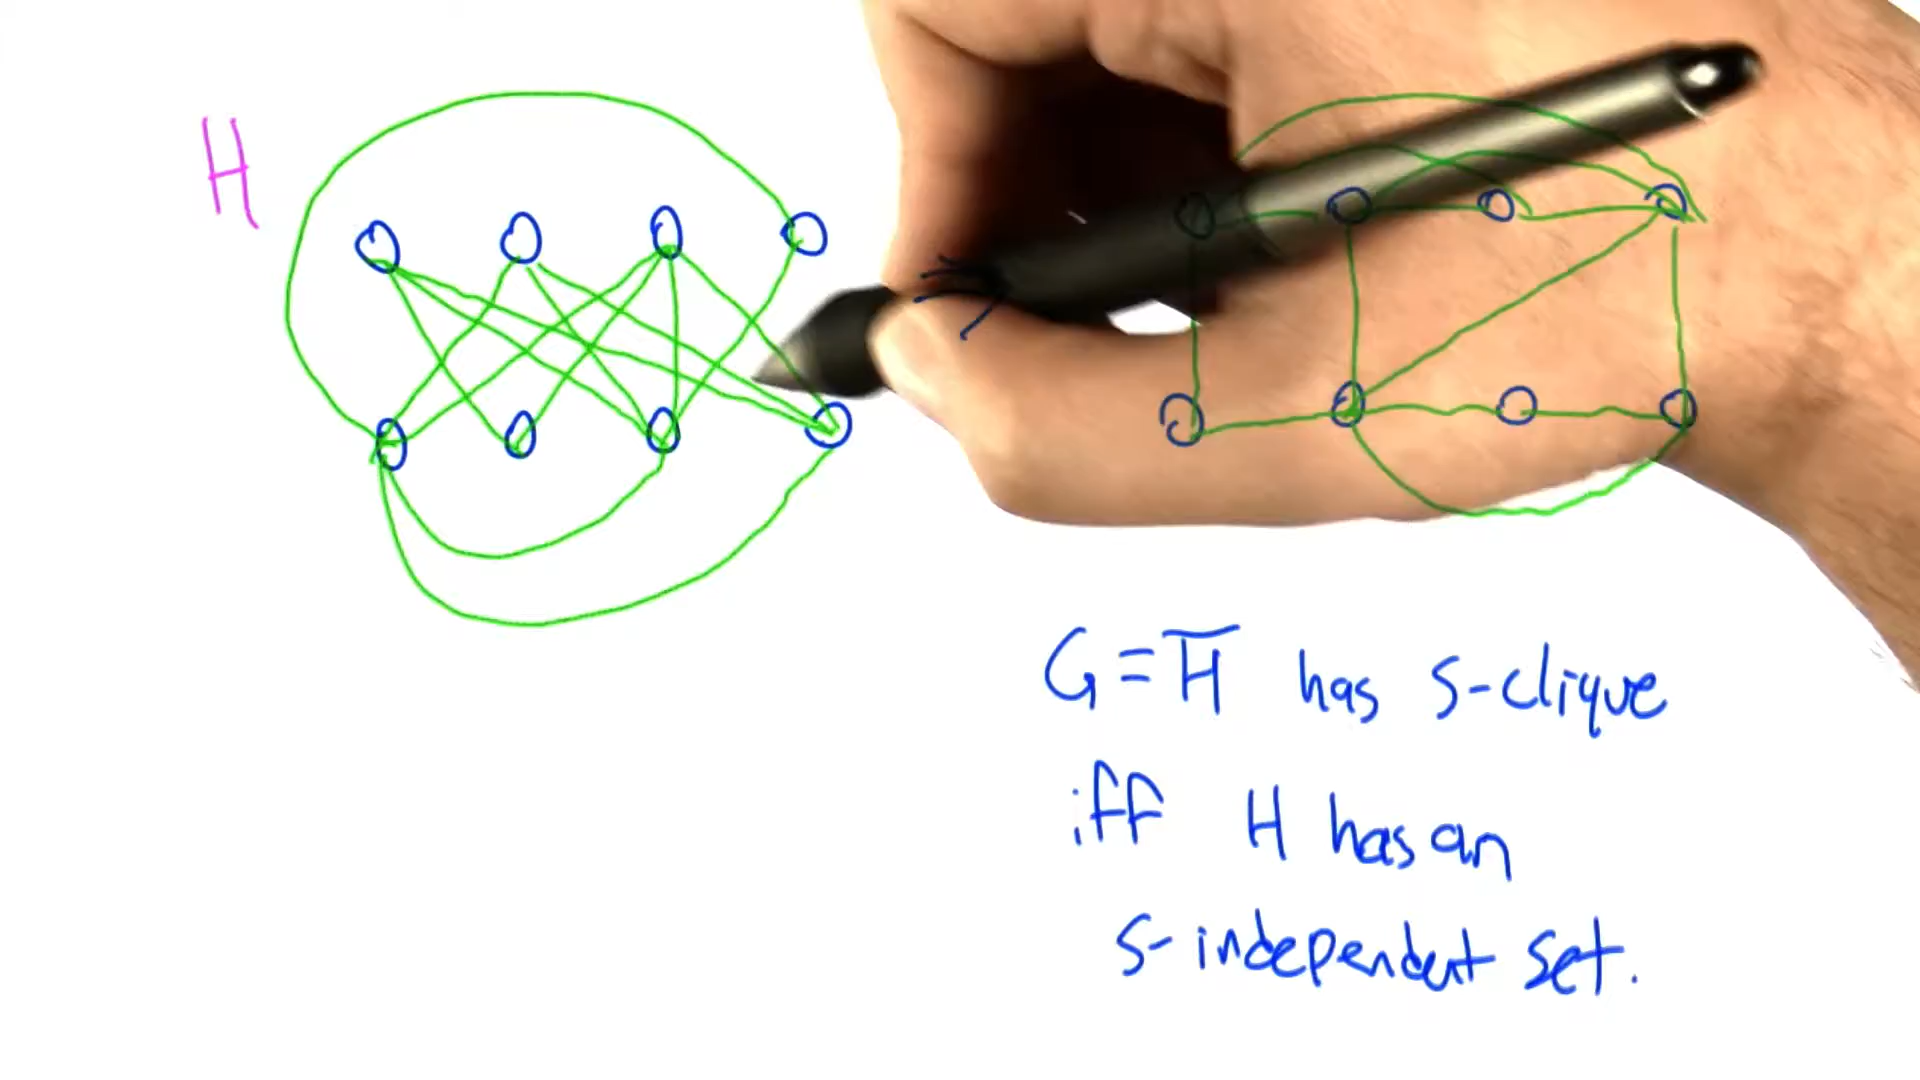 H
G = H̅ has s-clique
iff H has an
s-independent set.